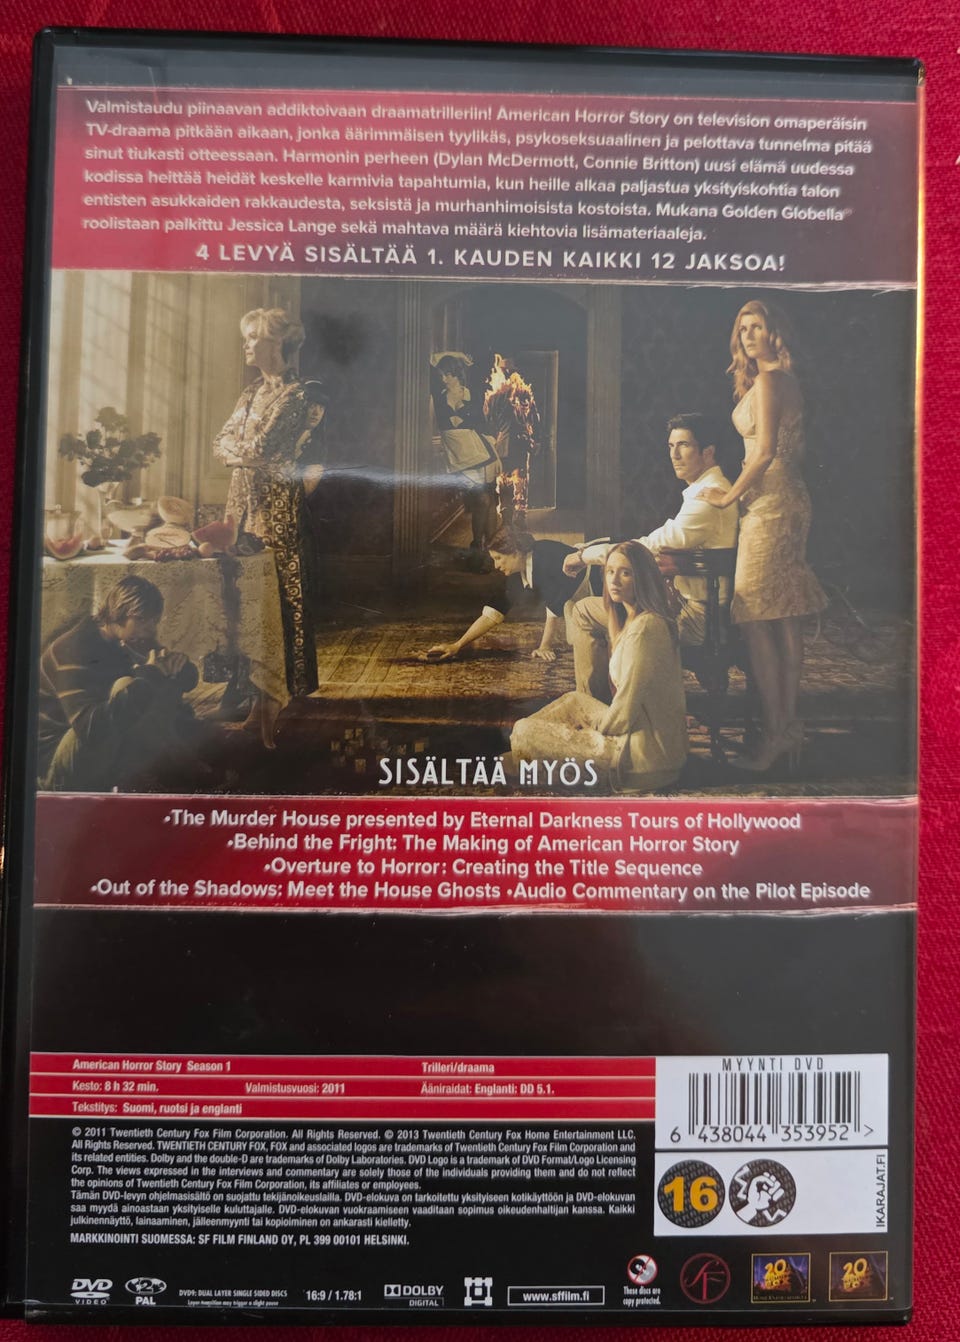 Valmistaudu piinaavan addiktoivaan draamatrilleriin! American Horror Story on television omaperäisin
TV-draama pitkään aikaan, jonka äärimmäisen tyylikäs, psykoseksuaalinen ja pelottava tunnelma pitää
sinut tiukasti otteessaan. Harmonin perheen (Dylan McDermott, Connie Britton) uusi elämä uudessa
kodissa heittää heidät keskelle karmivia tapahtumia, kun heille alkaa paljastua yksityiskohtia talon
entisten asukkaiden rakkaudesta, seksistä ja murhanhimoisista kostoista. Mukana Golden Globella®
roolistaan palkittu Jessica Lange sekä mahtava määrä kiehtovia lisämateriaaleja.
4 LEVYÄ SISÄLTÄÄ 1. KAUDEN KAIKKI 12 JAKSOA!
SISÄLTÄÄ MYÖS
•The Murder House presented by Eternal Darkness Tours of Hollywood
•Behind the Fright: The Making of American Horror Story
•Overture to Horror: Creating the Title Sequence
•Out of the Shadows: Meet the House Ghosts •Audio Commentary on the Pilot Episode
American Horror Story Season 1 Trilleri/draama
Kesto: 8 h 32 min. Valmistusvuosi: 2011 Ääniraidat: Englanti: DD 5.1.
Tekstitys: Suomi, ruotsi ja englanti
© 2011 Twentieth Century Fox Film Corporation. All Rights Reserved. © 2013 Twentieth Century Fox Home Entertainment LLC.
All Rights Reserved. TWENTIETH CENTURY FOX, FOX and associated logos are trademarks of Twentieth Century Fox Film Corporation and
its related entities. Dolby and the double-D are trademarks of Dolby Laboratories. DVD Logo is a trademark of DVD Format/Logo Licensing
Corp. The views expressed in the interviews and commentary are solely those of the individuals providing them and do not reflect
the opinions of Twentieth Century Fox Film Corporation, its affiliates or employees.
Tämän DVD-levyn ohjelmasisältö on suojattu tekijänoikeuslailla. DVD-elokuva on tarkoitettu yksityiseen kotikäyttöön ja DVD-elokuvan
saa myydä ainoastaan yksityiselle kuluttajalle. DVD-elokuvan vuokraamiseen vaaditaan sopimus oikeudenhaltijan kanssa. Kaikki
julkinennäyttö, lainaaminen, jälleenmyynti tai kopioiminen on ankarasti kielletty.
MARKKINOINTI SUOMESSA: SF FILM FINLAND OY, PL 399 00101 HELSINKI.
MYYNTI DVD
6 438044 353952 >
16
IKARAJAT.FI
DVD
VIDEO
2
PAL
DVD9: DUAL LAYER SINGLE SIDED DISCS
Layer transition may trigger a slight pause
16:9 / 1.78:1
DOLBY
DIGITAL
www.sffilm.fi
These discs are
copy protected.
SF
20
20